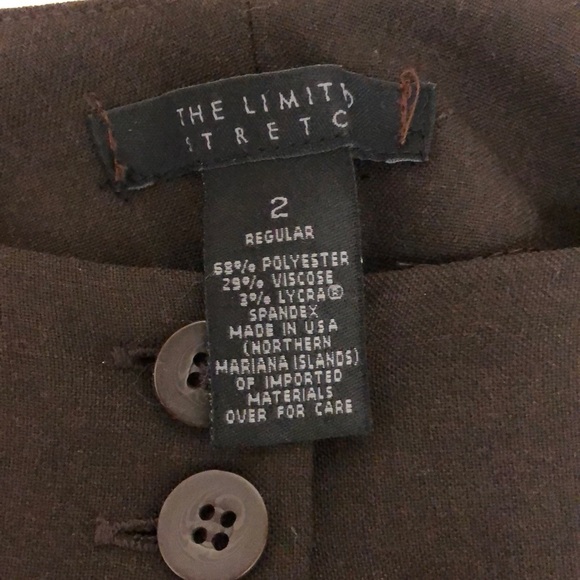 THE LIMITD
STRETC
2
REGULAR
68% POLYESTER
29% VISCOSE
3% LYCRA®
SPANDEX
MADE IN USA
(NORTHERN
MARIANA ISLANDS)
OF IMPORTED
MATERIALS
OVER FOR CARE